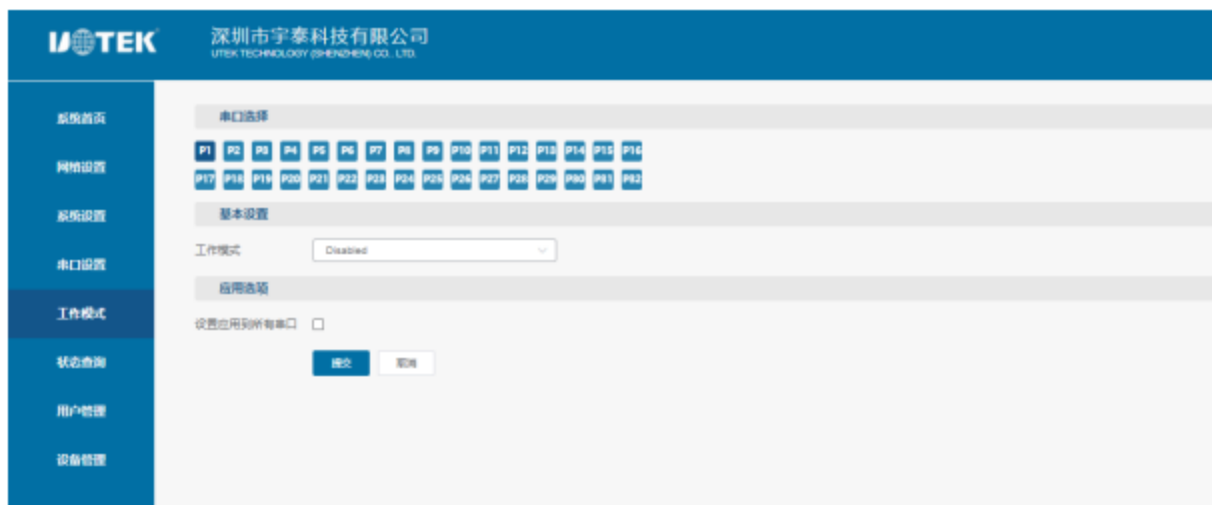 UTEK 深圳市宇泰科技有限公司
UTEK TECHNOLOGY (SHENZHEN) CO., LTD.
系统首页
网络设置
系统设置
串口设置
工作模式
状态查询
用户管理
设备管理
串口选择
P1 P2 P3 P4 P5 P6 P7 P8 P9 P10 P11 P12 P13 P14 P15 P16
P17 P18 P19 P20 P21 P22 P23 P24 P25 P26 P27 P28 P29 P30 P31 P32
基本设置
工作模式 Disabled
应用选项
设置应用到所有串口
提交 取消